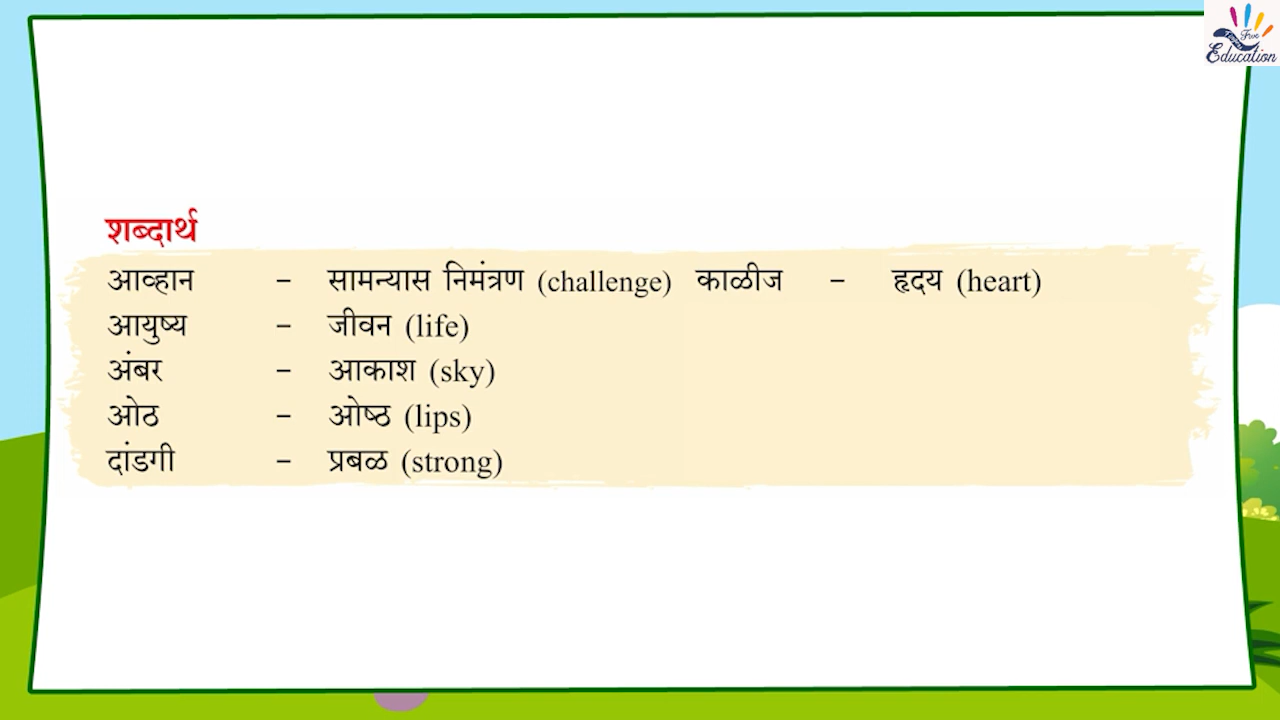 Five
Education
शब्दार्थ
आव्हान – सामन्यास निमंत्रण (challenge) काळीज – हृदय (heart)
आयुष्य – जीवन (life)
अंबर – आकाश (sky)
ओठ – ओष्ठ (lips)
दांडगी – प्रबळ (strong)